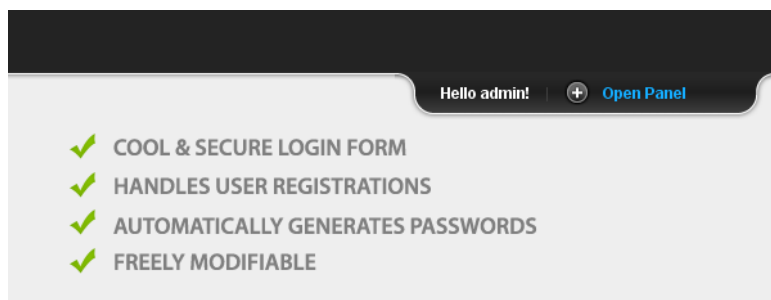 Hello admin! | Open Panel
COOL & SECURE LOGIN FORM
HANDLES USER REGISTRATIONS
AUTOMATICALLY GENERATES PASSWORDS
FREELY MODIFIABLE